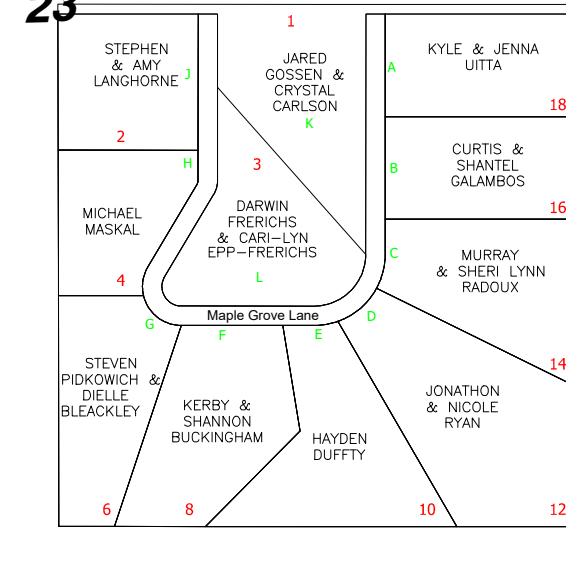 23
1
STEPHEN
& AMY
LANGHORNE
J
2
JARED
GOSSEN &
CRYSTAL
CARLSON
K
A
KYLE & JENNA
UITTA
18
H
3
B
CURTIS &
SHANTEL
GALAMBOS
16
MICHAEL
MASKAL
4
DARWIN
FRERICHS
& CARI-LYN
EPP-FRERICHS
L
C
MURRAY
& SHERI LYNN
RADOUX
14
Maple Grove Lane
G
F
E
D
STEVEN
PIDKOWICH &
DIELLE
BLEACKLEY
6
KERBY &
SHANNON
BUCKINGHAM
8
HAYDEN
DUFFTY
10
JONATHON
& NICOLE
RYAN
12